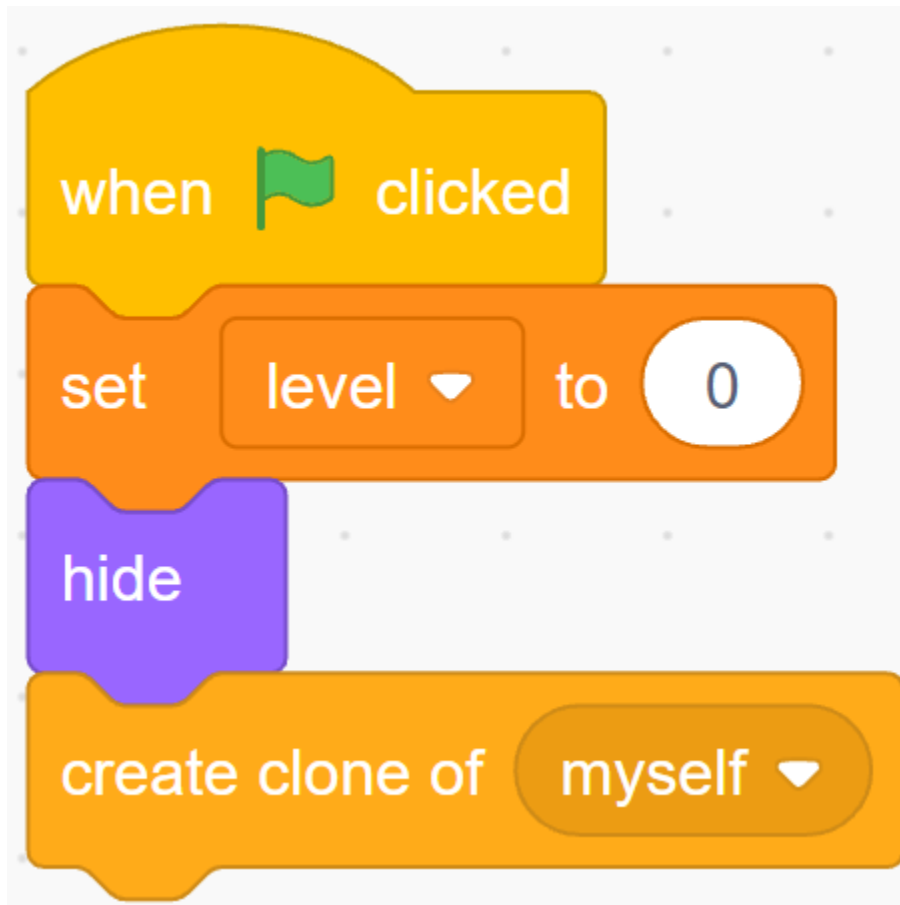 when clicked
set level to 0
hide
create clone of myself